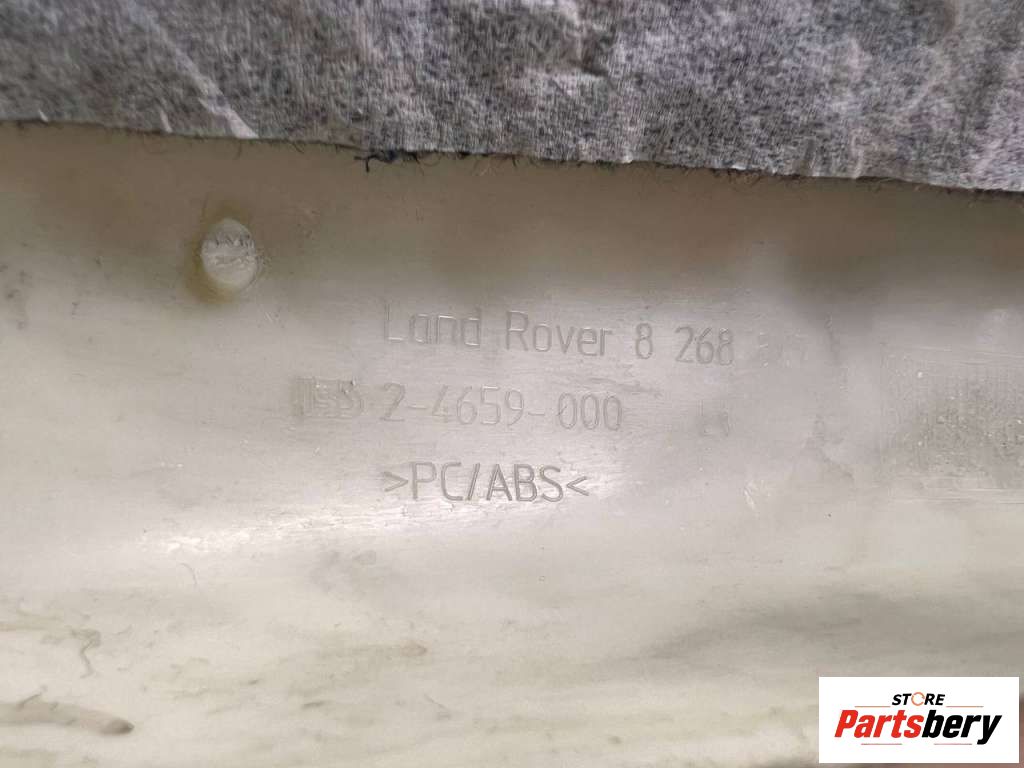 Land Rover 8 268
2-4659-000
>PC/ABS<
STORE
Partsbery